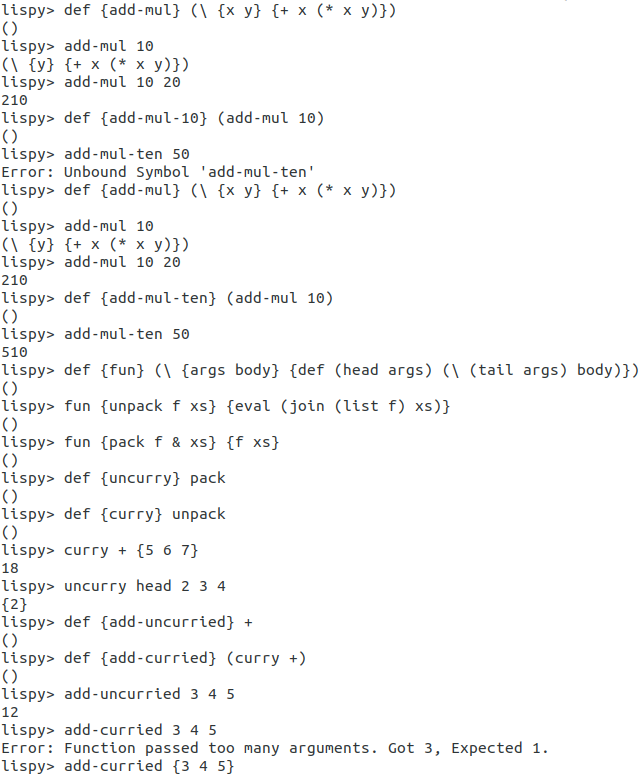 lispy> def {add-mul} (\ {x y} {+ x (* x y)})
()
lispy> add-mul 10
(\ {y} {+ x (* x y)})
lispy> add-mul 10 20
210
lispy> def {add-mul-10} (add-mul 10)
()
lispy> add-mul-ten 50
Error: Unbound Symbol 'add-mul-ten'
lispy> def {add-mul} (\ {x y} {+ x (* x y)})
()
lispy> add-mul 10
(\ {y} {+ x (* x y)})
lispy> add-mul 10 20
210
lispy> def {add-mul-ten} (add-mul 10)
()
lispy> add-mul-ten 50
510
lispy> def {fun} (\ {args body} {def (head args) (\ (tail args) body)})
()
lispy> fun {unpack f xs} {eval (join (list f) xs)}
()
lispy> fun {pack f & xs} {f xs}
()
lispy> def {uncurry} pack
()
lispy> def {curry} unpack
()
lispy> curry + {5 6 7}
18
lispy> uncurry head 2 3 4
{2}
lispy> def {add-uncurried} +
()
lispy> def {add-curried} (curry +)
()
lispy> add-uncurried 3 4 5
12
lispy> add-curried 3 4 5
Error: Function passed too many arguments. Got 3, Expected 1.
lispy> add-curried {3 4 5}